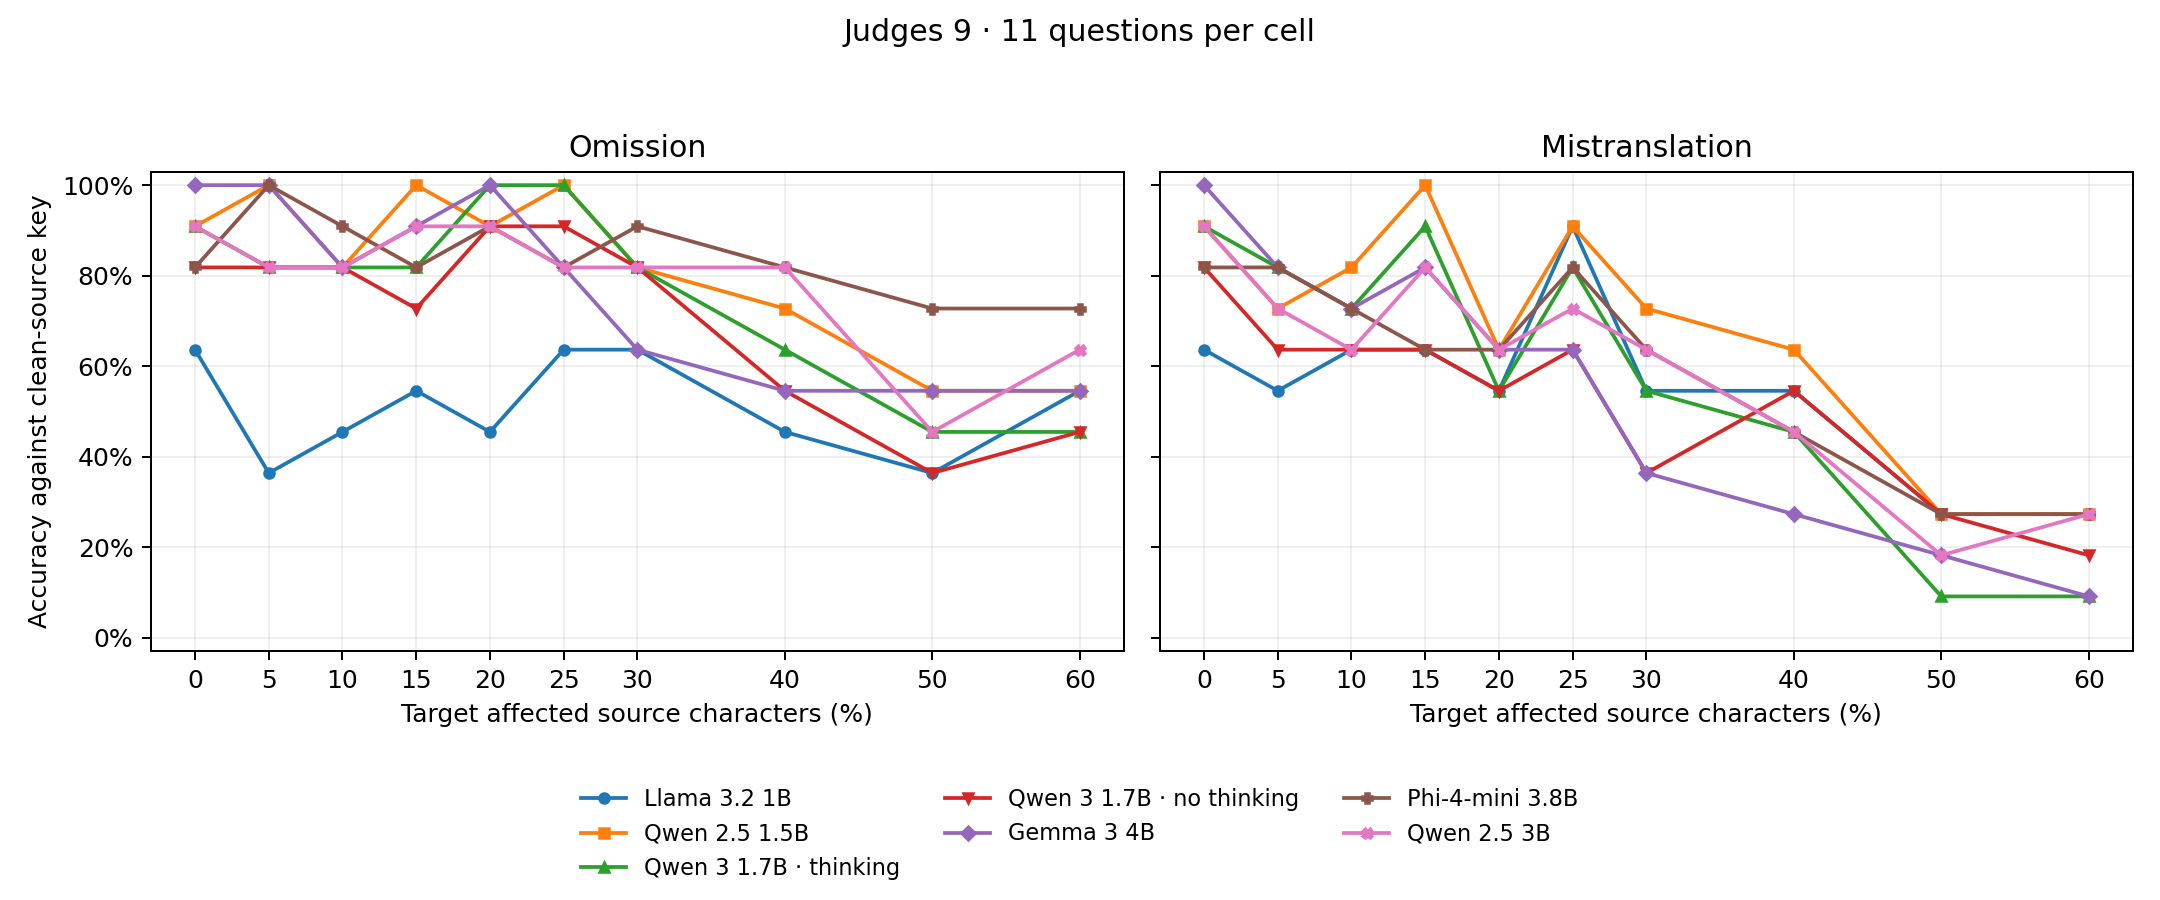 Judges 9 · 11 questions per cell
Omission
Mistranslation
Accuracy against clean-source key
100%
80%
60%
40%
20%
0%
0 5 10 15 20 25 30 40 50 60
0 5 10 15 20 25 30 40 50 60
Target affected source characters (%)
Target affected source characters (%)
Llama 3.2 1B
Qwen 2.5 1.5B
Qwen 3 1.7B · thinking
Qwen 3 1.7B · no thinking
Gemma 3 4B
Phi-4-mini 3.8B
Qwen 2.5 3B